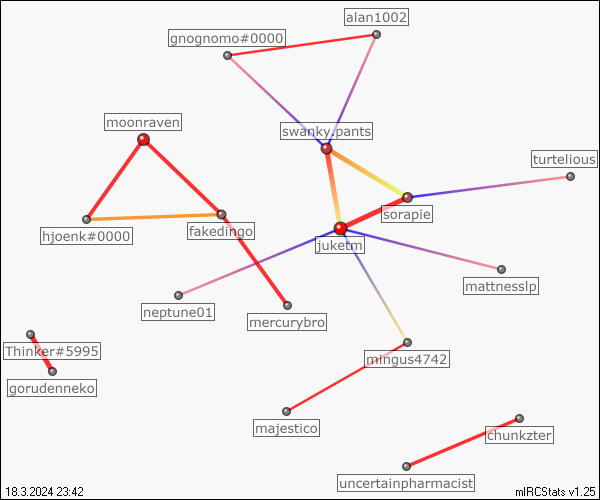 alan1002
gnognomo#0000
moonraven
swanky.pants
turtelious
sorapie
hjoenk#0000
fakedingo
juketm
mattnesslp
neptune01
mercurybro
Thinker#5995
mingus4742
gorudenneko
majestico
chunkzter
uncertainpharmacist
18.3.2024 23:42
mIRCStats v1.25